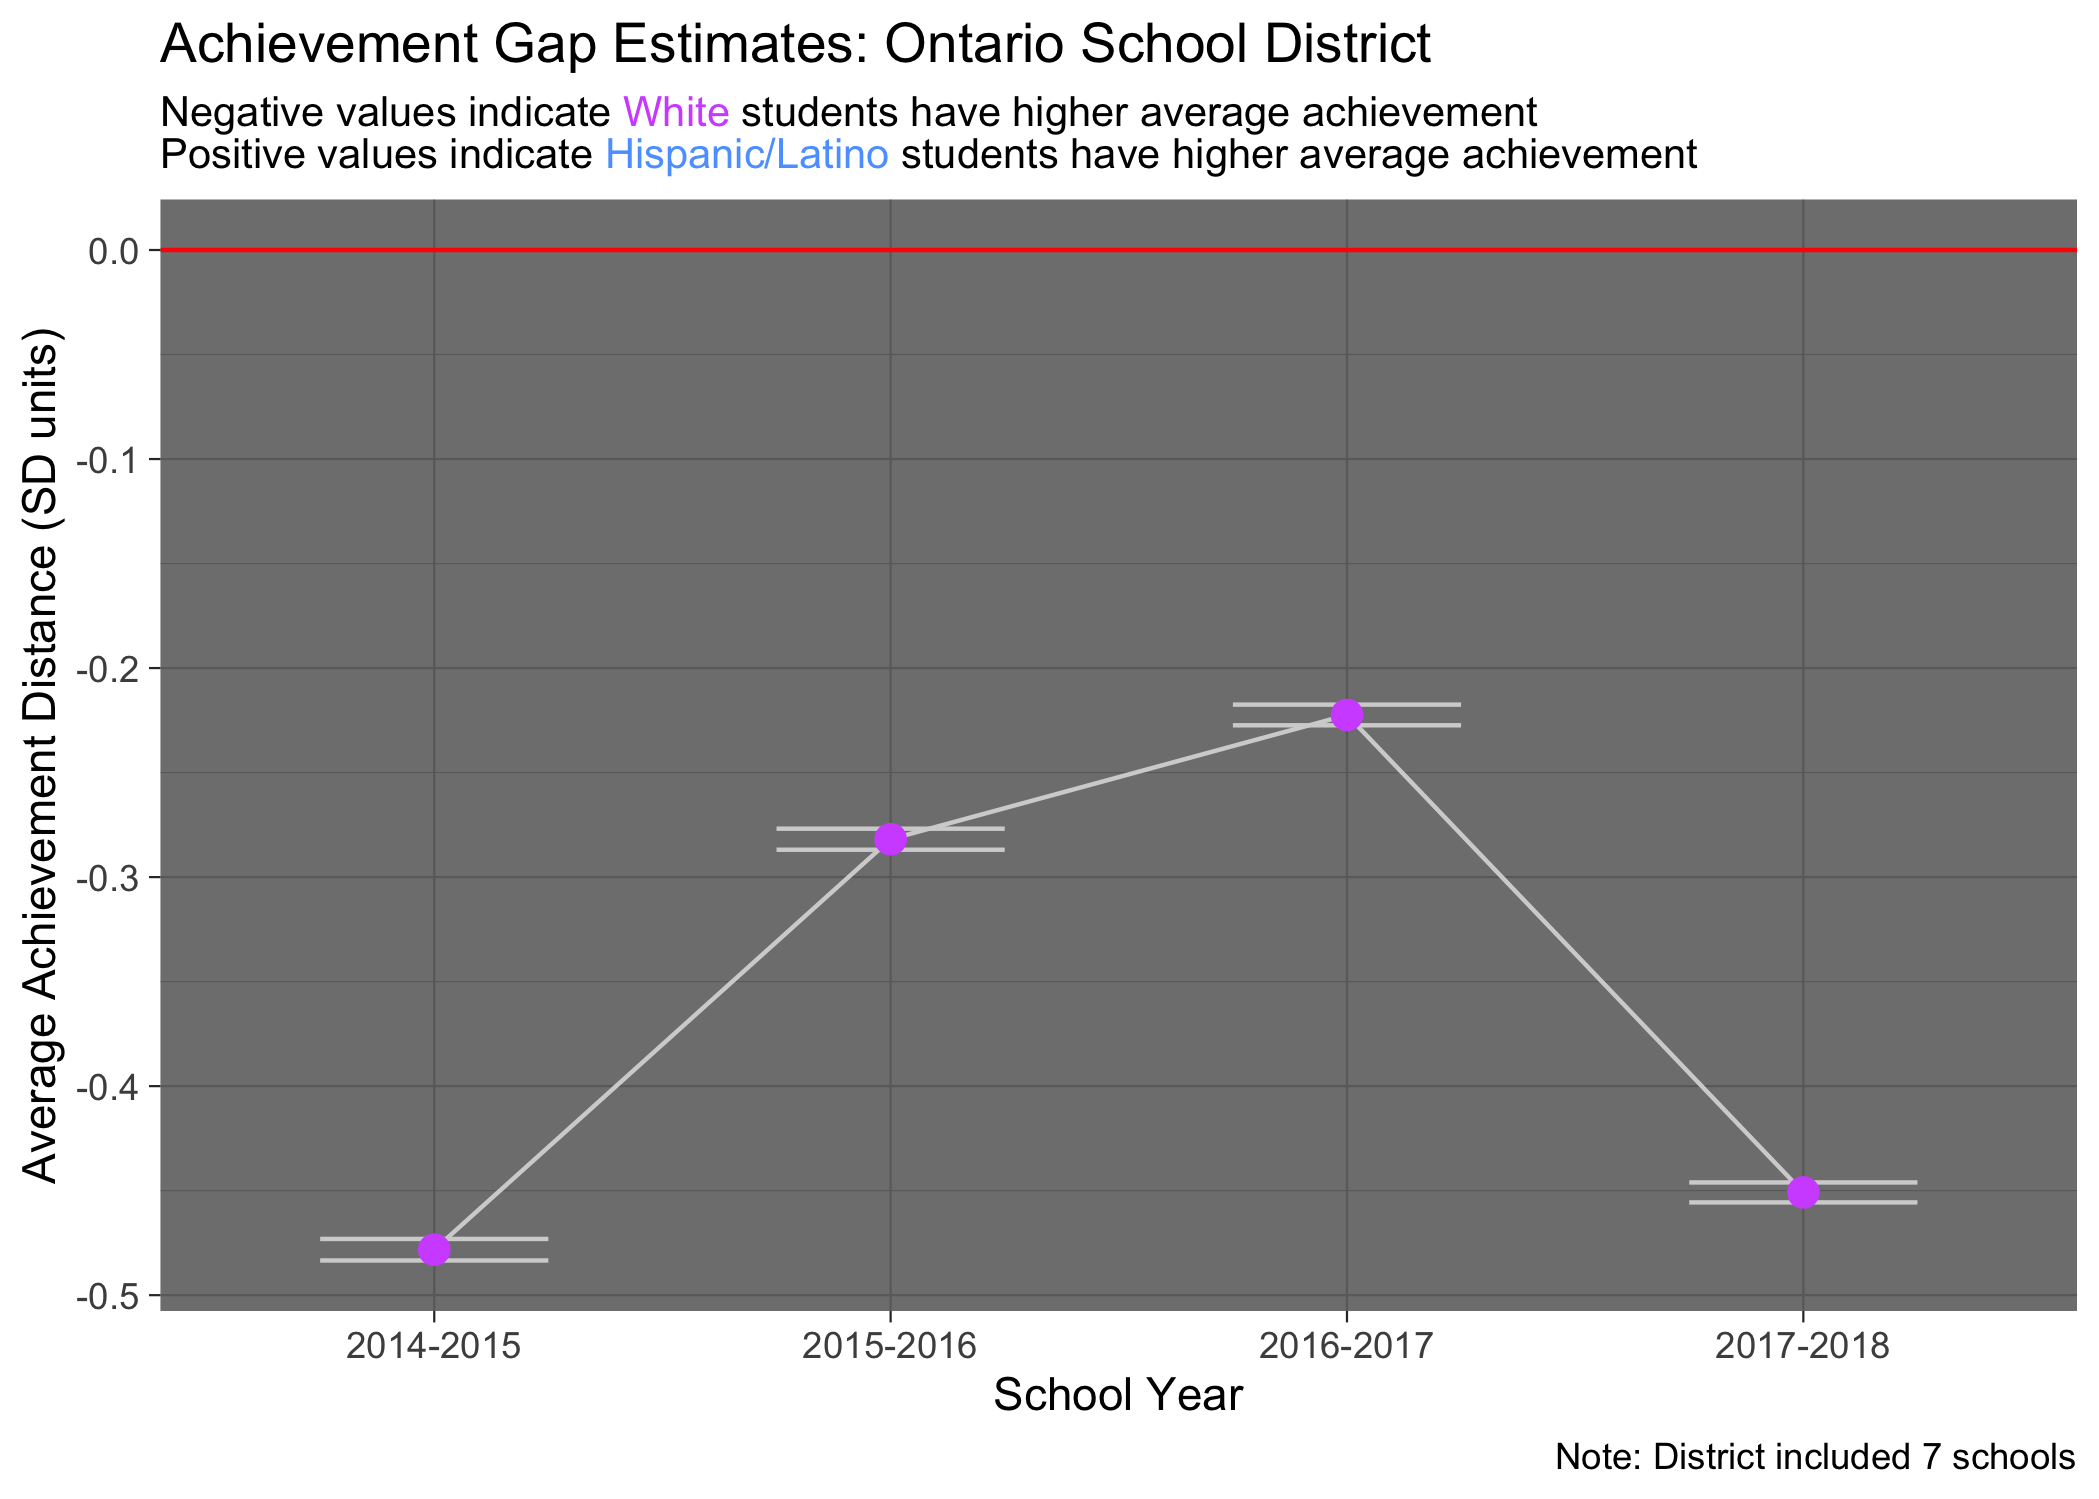 Achievement Gap Estimates: Ontario School District
Negative values indicate White students have higher average achievement
Positive values indicate Hispanic/Latino students have higher average achievement
Average Achievement Distance (SD units)
0.0
-0.1
-0.2
-0.3
-0.4
-0.5
2014-2015
2015-2016
2016-2017
2017-2018
School Year
Note: District included 7 schools